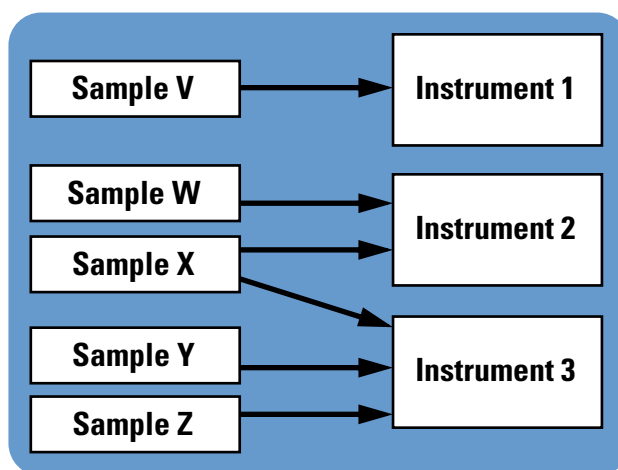 Sample V
Instrument 1
Sample W
Instrument 2
Sample X
Sample Y
Instrument 3
Sample Z